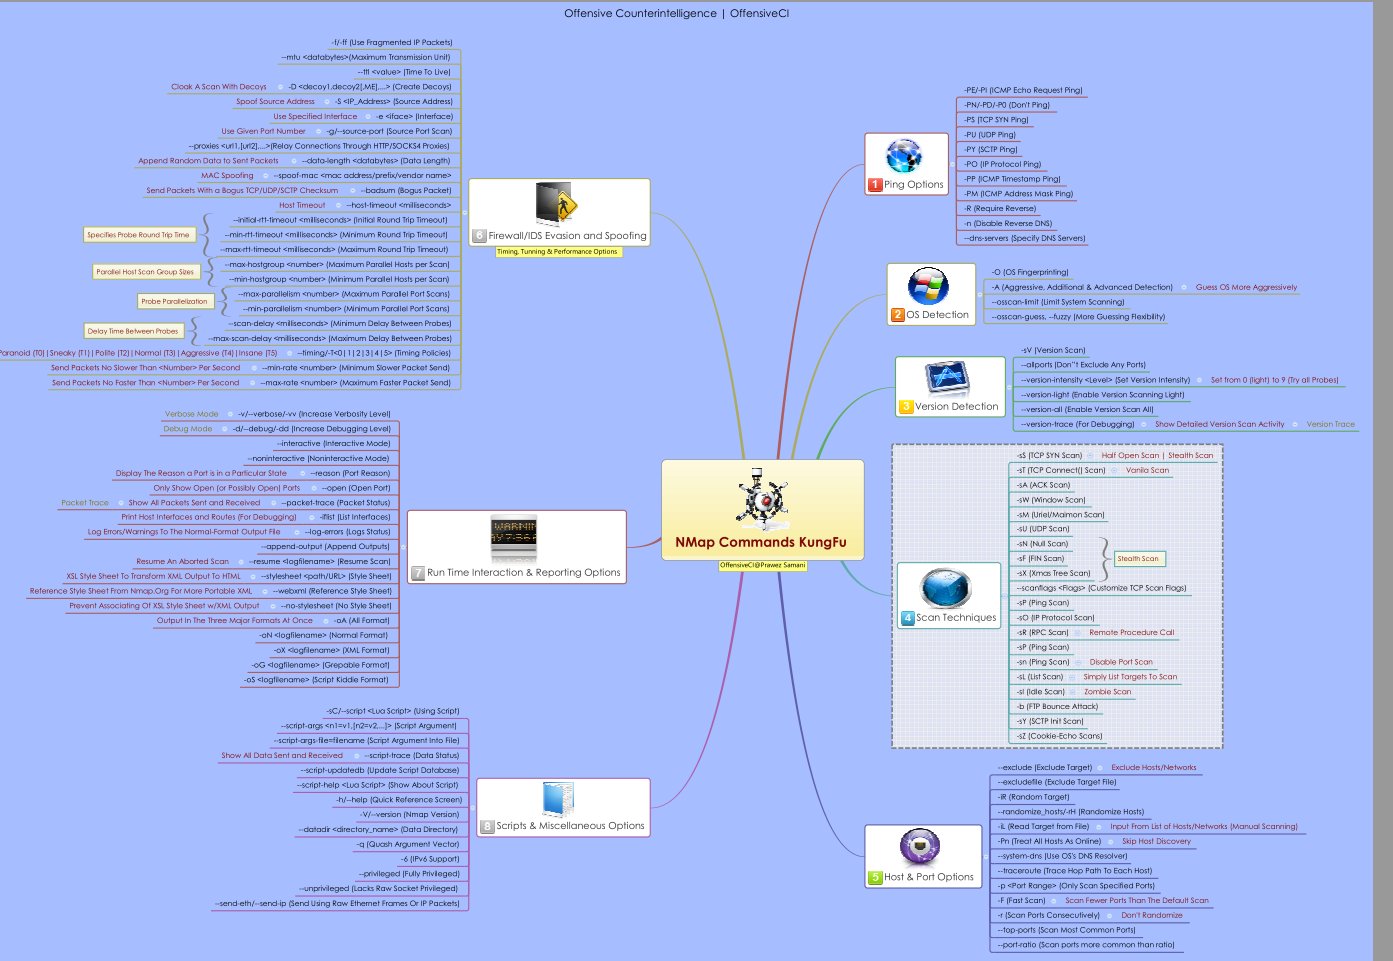 Offensive Counterintelligence | OffensiveCI
NMap Commands KungFu
OffensiveCI@Prawez Samani
1 Ping Options
-PE/-PI (ICMP Echo Request Ping)
-PN/-PD/-P0 (Don't Ping)
-PS (TCP SYN Ping)
-PU (UDP Ping)
-PY (SCTP Ping)
-PO (IP Protocol Ping)
-PP (ICMP Timestamp Ping)
-PM (ICMP Address Mask Ping)
-R (Require Reverse)
-n (Disable Reverse DNS)
--dns-servers (Specify DNS Servers)
2 OS Detection
-O (OS Fingerprinting)
-A (Aggressive, Additional & Advanced Detection) Guess OS More Aggressively
--osscan-limit (Limit System Scanning)
--osscan-guess, --fuzzy (More Guessing Flexibility)
3 Version Detection
-sV (Version Scan)
--allports (Don"t Exclude Any Ports)
--version-intensity <Level> (Set Version Intensity) Set from 0 (light) to 9 (Try all Probes)
--version-light (Enable Version Scanning Light)
--version-all (Enable Version Scan All)
--version-trace (For Debugging) Show Detailed Version Scan Activity Version Trace
4 Scan Techniques
-sS (TCP SYN Scan) Half Open Scan | Stealth Scan
-sT (TCP Connect() Scan) Vanila Scan
-sA (ACK Scan)
-sW (Window Scan)
-sM (Uriel/Maimon Scan)
-sU (UDP Scan)
-sN (Null Scan)
-sF (FIN Scan)
-sX (Xmas Tree Scan)
Stealth Scan
--scanflags <Flags> (Customize TCP Scan Flags)
-sP (Ping Scan)
-sO (IP Protocol Scan)
-sR (RPC Scan) Remote Procedure Call
-sP (Ping Scan)
-sn (Ping Scan) Disable Port Scan
-sL (List Scan) Simply List Targets To Scan
-sI (Idle Scan) Zombie Scan
-b (FTP Bounce Attack)
-sY (SCTP Init Scan)
-sZ (Cookie-Echo Scans)
5 Host & Port Options
--exclude (Exclude Target) Exclude Hosts/Networks
--excludefile (Exclude Target File)
-iR (Random Target)
--randomize_hosts/-rH (Randomize Hosts)
-iL (Read Target from File) Input From List of Hosts/Networks (Manual Scanning)
-Pn (Treat All Hosts As Online) Skip Host Discovery
--system-dns (Use OS's DNS Resolver)
--traceroute (Trace Hop Path To Each Host)
-p <Port Range> (Only Scan Specified Ports)
-F (Fast Scan) Scan Fewer Ports Than The Default Scan
-r (Scan Ports Consecutively) Don't Randomize
--top-ports (Scan Most Common Ports)
--port-ratio (Scan ports more common than ratio)
6 Firewall/IDS Evasion and Spoofing
Timing, Tunning & Performance Options
-f/-ff (Use Fragmented IP Packets)
--mtu <databytes>(Maximum Transmission Unit)
--ttl <value> (Time To Live)
Cloak A Scan With Decoys -D <decoy1,decoy2[,ME],...> (Create Decoys)
Spoof Source Address -S <IP_Address> (Source Address)
Use Specified Interface -e <iface> (Interface)
Use Given Port Number -g/--source-port (Source Port Scan)
--proxies <url1,[url2],...>(Relay Connections Through HTTP/SOCKS4 Proxies)
Append Random Data to Sent Packets --data-length <databytes> (Data Length)
MAC Spoofing --spoof-mac <mac address/prefix/vendor name>
Send Packets With a Bogus TCP/UDP/SCTP Checksum --badsum (Bogus Packet)
Host Timeout --host-timeout <milliseconds>
--initial-rtt-timeout <milliseconds> (Initial Round Trip Timeout)
Specifies Probe Round Trip Time --min-rtt-timeout <milliseconds> (Minimum Round Trip Timeout)
--max-rtt-timeout <milliseconds> (Maximum Round Trip Timeout)
--max-hostgroup <number> (Maximum Parallel Hosts per Scan)
Parallel Host Scan Group Sizes
--min-hostgroup <number> (Minimum Parallel Hosts per Scan)
--max-parallelism <number> (Maximum Parallel Port Scans)
Probe Parallelization
--min-parallelism <number> (Minimum Parallel Port Scans)
--scan-delay <milliseconds> (Minimum Delay Between Probes)
Delay Time Between Probes
--max-scan-delay <milliseconds> (Maximum Delay Between Probes)
Paranoid (T0)|Sneaky (T1)|Polite (T2)|Normal (T3)|Aggressive (T4)|Insane (T5) --timing/-T<0|1|2|3|4|5> (Timing Policies)
Send Packets No Slower Than <Number> Per Second --min-rate <number> (Minimum Slower Packet Send)
Send Packets No Faster Than <Number> Per Second --max-rate <number> (Maximum Faster Packet Send)
7 Run Time Interaction & Reporting Options
Verbose Mode -v/--verbose/-vv (Increase Verbosity Level)
Debug Mode -d/--debug/-dd (Increase Debugging Level)
--interactive (Interactive Mode)
--noninteractive (Noninteractive Mode)
Display The Reason a Port is in a Particular State --reason (Port Reason)
Only Show Open (or Possibly Open) Ports --open (Open Port)
Packet Trace Show All Packets Sent and Received --packet-trace (Packet Status)
Print Host Interfaces and Routes (For Debugging) -iflist (List Interfaces)
Log Errors/Warnings To The Normal-Format Output File --log-errors (Logs Status)
--append-output (Append Outputs)
Resume An Aborted Scan --resume <logfilename> (Resume Scan)
XSL Style Sheet To Transform XML Output To HTML --stylesheet <path/URL> (Style Sheet)
Reference Style Sheet From Nmap.Org For More Portable XML --webxml (Reference Style Sheet)
Prevent Associating Of XSL Style Sheet w/XML Output --no-stylesheet (No Style Sheet)
Output In The Three Major Formats At Once -oA (All Format)
-oN <logfilename> (Normal Format)
-oX <logfilename> (XML Format)
-oG <logfilename> (Grepable Format)
-oS <logfilename> (Script Kiddie Format)
8 Scripts & Miscellaneous Options
-sC/--script <Lua Script> (Using Script)
--script-args <n1=v1,[n2=v2,...]> (Script Argument)
--script-args-file=filename (Script Argument Into File)
Show All Data Sent and Received --script-trace (Data Status)
--script-updatedb (Update Script Database)
--script-help <Lua Script> (Show About Script)
-h/--help (Quick Reference Screen)
-V/--version (Nmap Version)
--datadir <directory_name> (Data Directory)
-q (Quash Argument Vector)
-6 (IPv6 Support)
--privileged (Fully Privileged)
--unprivileged (Lacks Raw Socket Privileged)
--send-eth/--send-ip (Send Using Raw Ethernet Frames Or IP Packets)